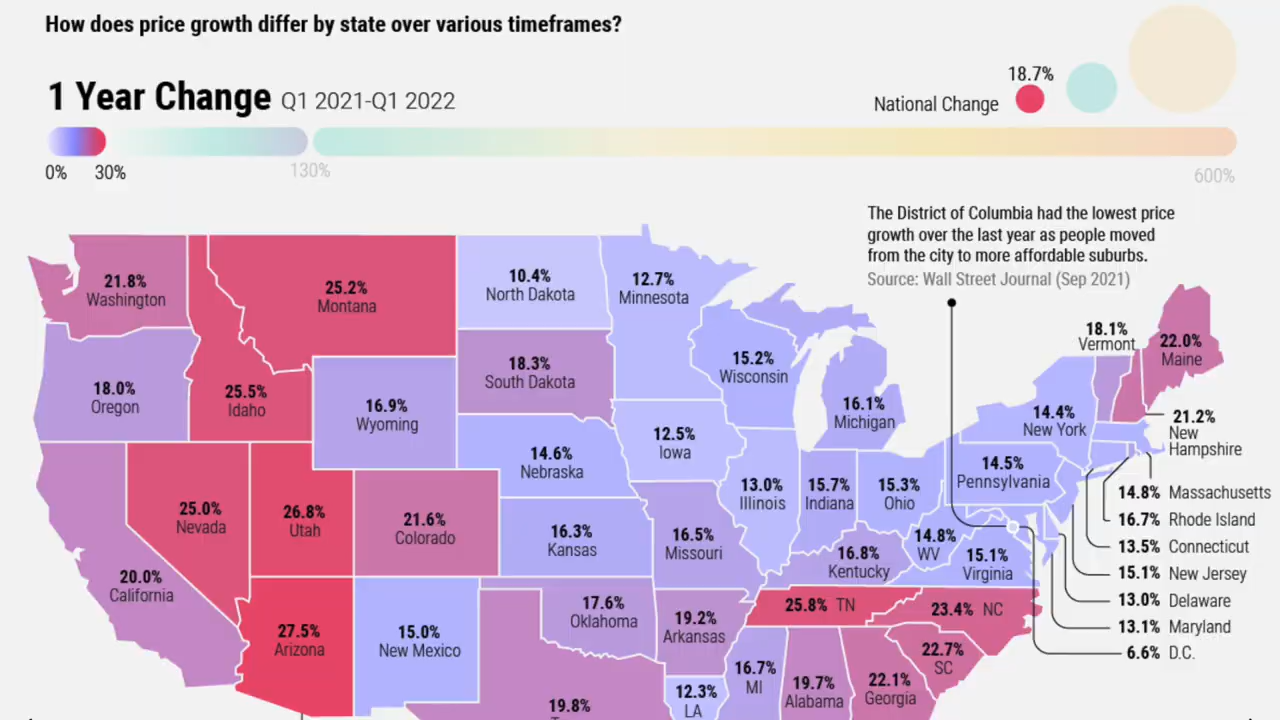 How does price growth differ by state over various timeframes?
1 Year Change Q1 2021-Q1 2022
18.7%
National Change
0%
30%
130%
600%
The District of Columbia had the lowest price
growth over the last year as people moved
from the city to more affordable suburbs.
Source: Wall Street Journal (Sep 2021)
21.8%
Washington
25.2%
Montana
10.4%
North Dakota
12.7%
Minnesota
18.1%
Vermont
22.0%
Maine
18.0%
Oregon
25.5%
Idaho
16.9%
Wyoming
18.3%
South Dakota
15.2%
Wisconsin
16.1%
Michigan
14.4%
New York
21.2%
New
Hampshire
14.6%
Nebraska
12.5%
Iowa
13.0%
Illinois
15.7%
Indiana
15.3%
Ohio
14.5%
Pennsylvania
14.8% Massachusetts
16.7% Rhode Island
13.5% Connecticut
15.1% New Jersey
13.0% Delaware
13.1% Maryland
6.6% D.C.
25.0%
Nevada
26.8%
Utah
21.6%
Colorado
16.3%
Kansas
16.5%
Missouri
16.8%
Kentucky
14.8%
WV
15.1%
Virginia
20.0%
California
27.5%
Arizona
15.0%
New Mexico
17.6%
Oklahoma
19.2%
Arkansas
25.8% TN
23.4% NC
22.7%
SC
19.8%
12.3%
LA
16.7%
MI
19.7%
Alabama
22.1%
Georgia